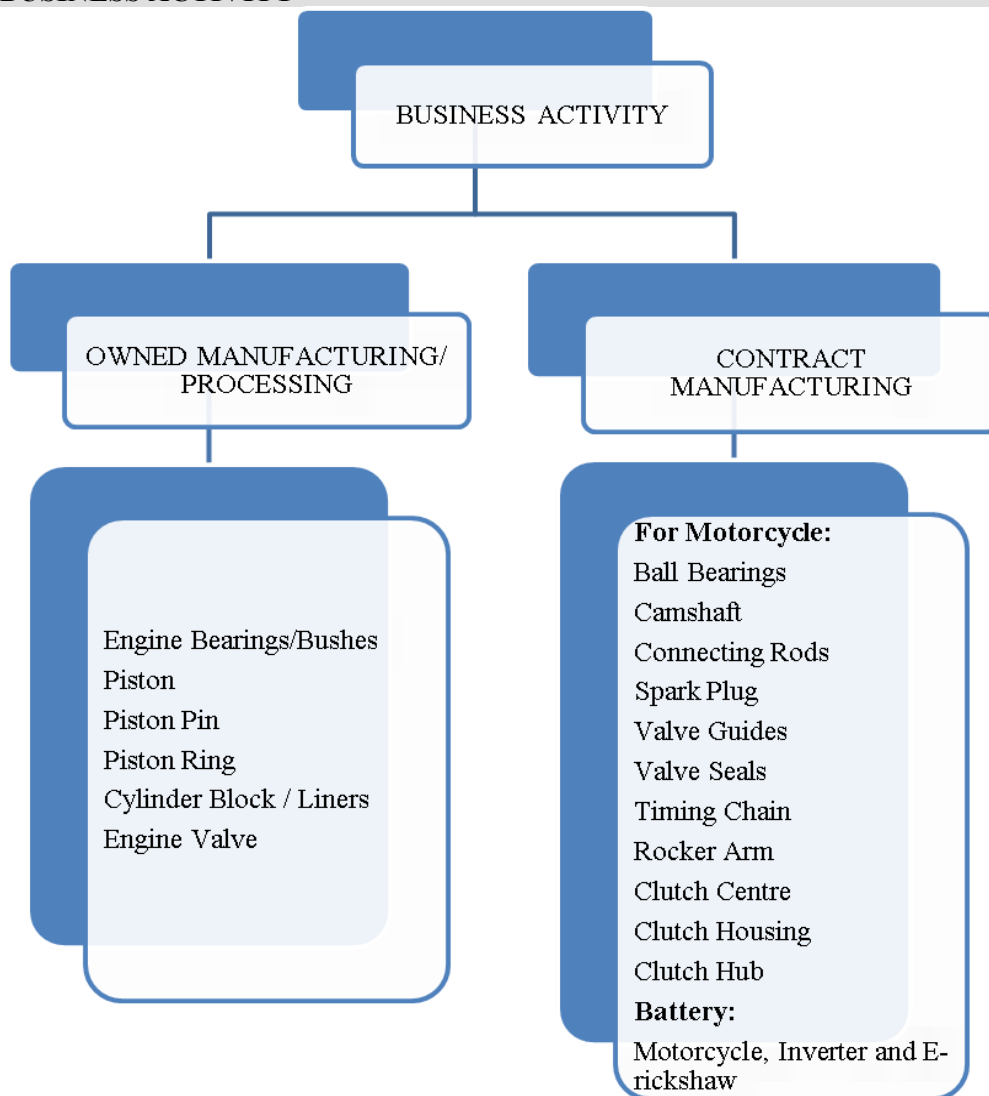 BUSINESS ACTIVITY
BUSINESS ACTIVITY
OWNED MANUFACTURING/
PROCESSING
CONTRACT
MANUFACTURING
Engine Bearings/Bushes
Piston
Piston Pin
Piston Ring
Cylinder Block / Liners
Engine Valve
For Motorcycle:
Ball Bearings
Camshaft
Connecting Rods
Spark Plug
Valve Guides
Valve Seals
Timing Chain
Rocker Arm
Clutch Centre
Clutch Housing
Clutch Hub
Battery:
Motorcycle, Inverter and E-
rickshaw